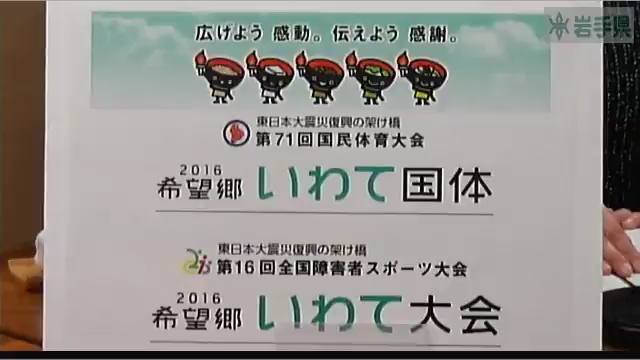 岩手県
広げよう 感動。伝えよう 感謝。
東日本大震災復興の架け橋
第71回国民体育大会
2016
希望郷 いわて国体
東日本大震災復興の架け橋
第16回全国障害者スポーツ大会
2016
希望郷 いわて大会